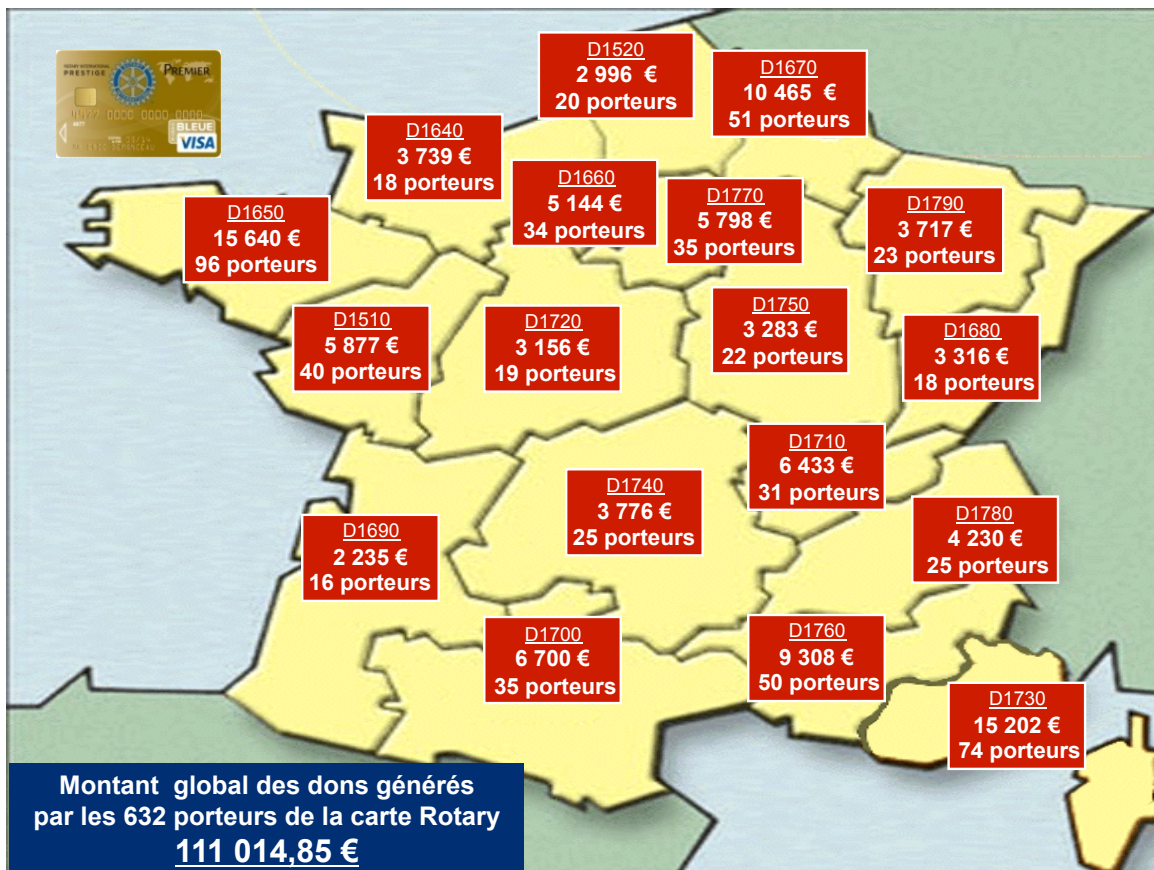 ROTARY INTERNATIONAL
PRESTIGE
PREMIER
BLEUE
VISA
D1520
2 996 €
20 porteurs
D1670
10 465 €
51 porteurs
D1640
3 739 €
18 porteurs
D1660
5 144 €
34 porteurs
D1770
5 798 €
35 porteurs
D1790
3 717 €
23 porteurs
D1650
15 640 €
96 porteurs
D1510
5 877 €
40 porteurs
D1720
3 156 €
19 porteurs
D1750
3 283 €
22 porteurs
D1680
3 316 €
18 porteurs
D1710
6 433 €
31 porteurs
D1740
3 776 €
25 porteurs
D1690
2 235 €
16 porteurs
D1780
4 230 €
25 porteurs
D1700
6 700 €
35 porteurs
D1760
9 308 €
50 porteurs
D1730
15 202 €
74 porteurs
Montant global des dons générés
par les 632 porteurs de la carte Rotary
111 014,85 €